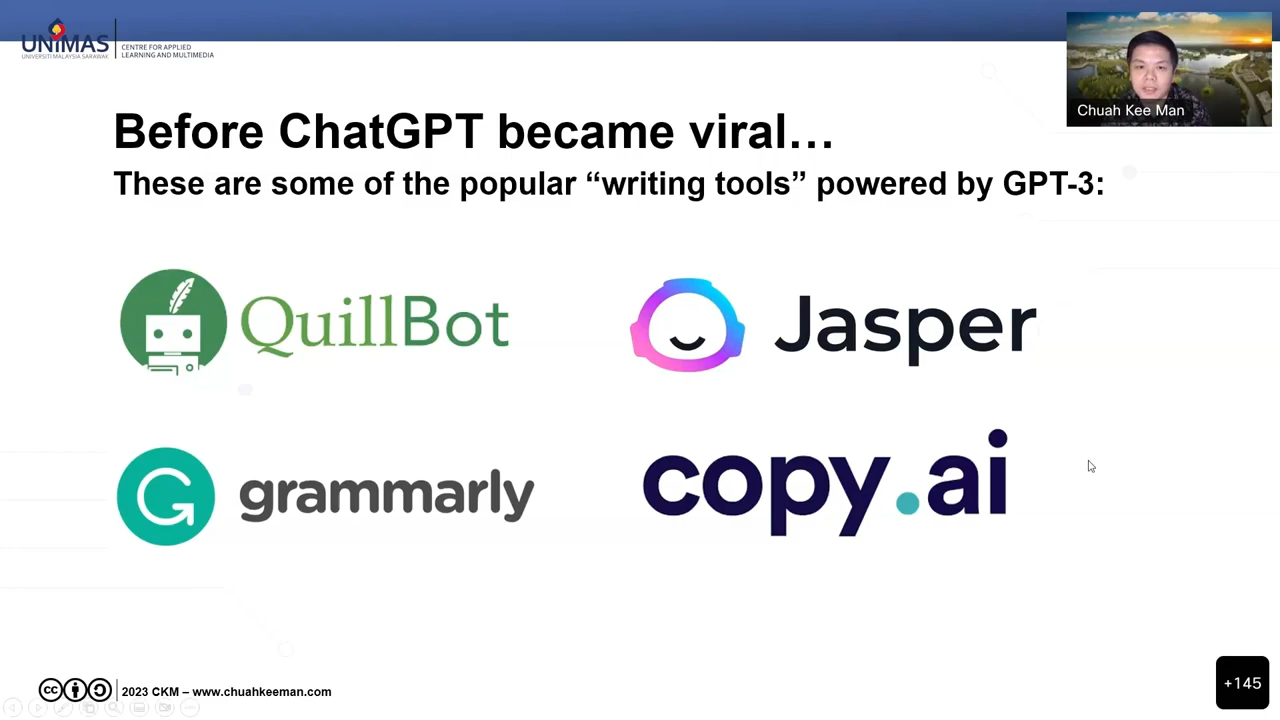 UNIMAS
UNIVERSITI MALAYSIA SARAWAK
CENTRE FOR APPLIED
LEARNING AND MULTIMEDIA
Chuah Kee Man
Before ChatGPT became viral…
These are some of the popular “writing tools” powered by GPT-3:
QuillBot
Jasper
grammarly
copy.ai
cc
2023 CKM – www.chuahkeeman.com
+145